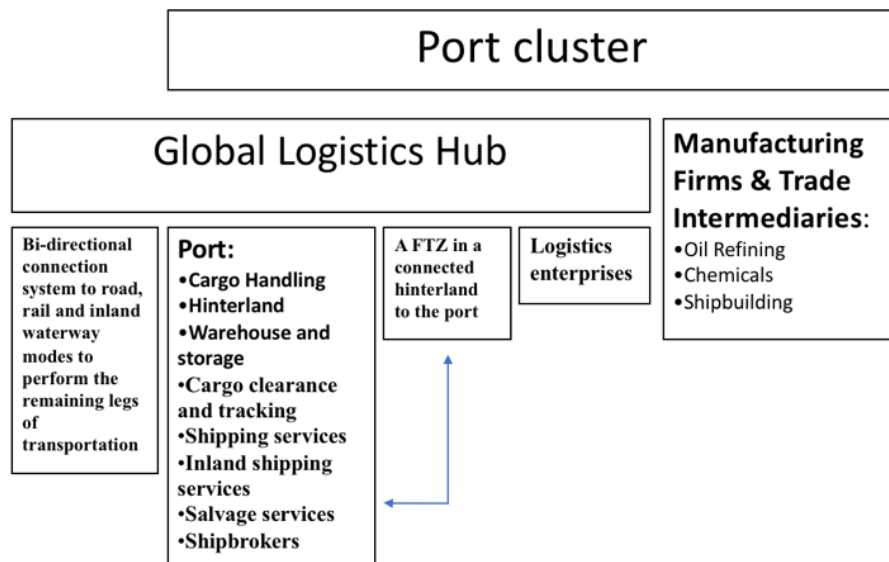 Port cluster
Global Logistics Hub
Manufacturing
Firms & Trade
Intermediaries:
•Oil Refining
•Chemicals
•Shipbuilding
Bi-directional
connection
system to road,
rail and inland
waterway
modes to
perform the
remaining legs
of
transportation
Port:
•Cargo Handling
•Hinterland
•Warehouse and
storage
•Cargo clearance
and tracking
•Shipping services
•Inland shipping
services
•Salvage services
•Shipbrokers
A FTZ in a
connected
hinterland
to the port
Logistics
enterprises